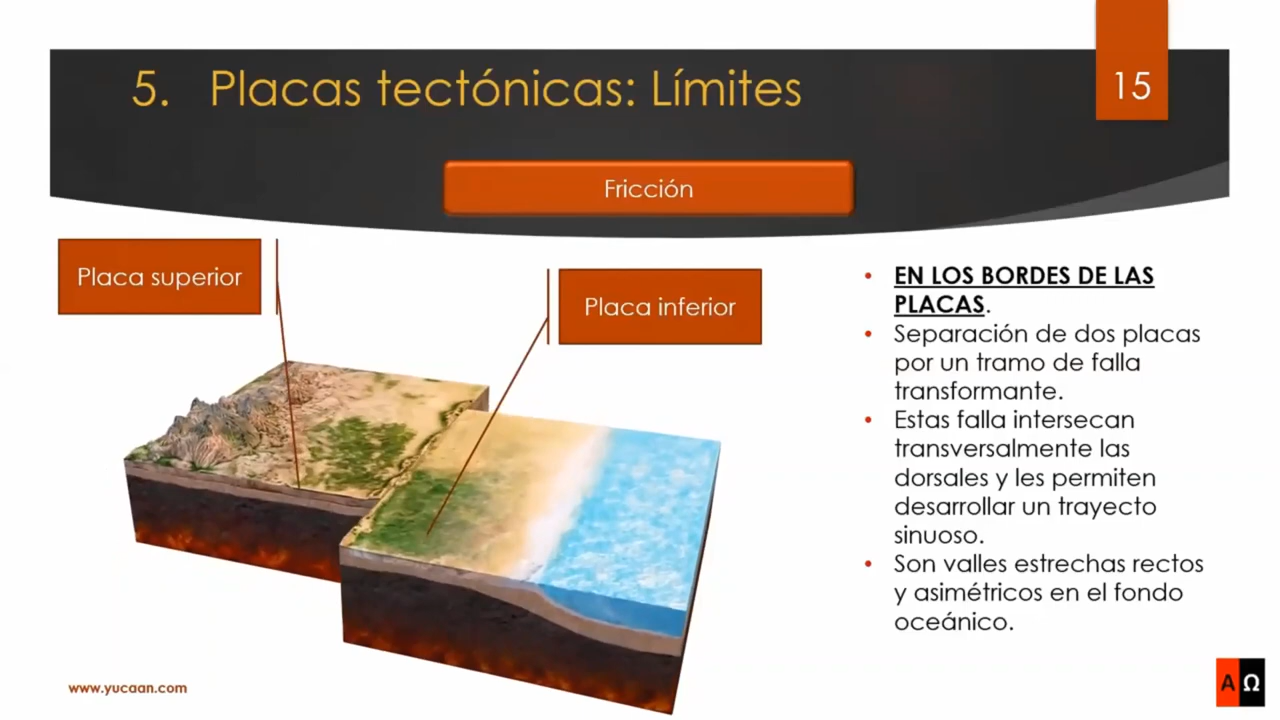 5. Placas tectónicas: Límites
15
Fricción
Placa superior
Placa inferior
• EN LOS BORDES DE LAS
PLACAS.
• Separación de dos placas
por un tramo de falla
transformante.
• Estas falla intersecan
transversalmente las
dorsales y les permiten
desarrollar un trayecto
sinuoso.
• Son valles estrechas rectos
y asimétricos en el fondo
oceánico.
www.yucaan.com
A Ω